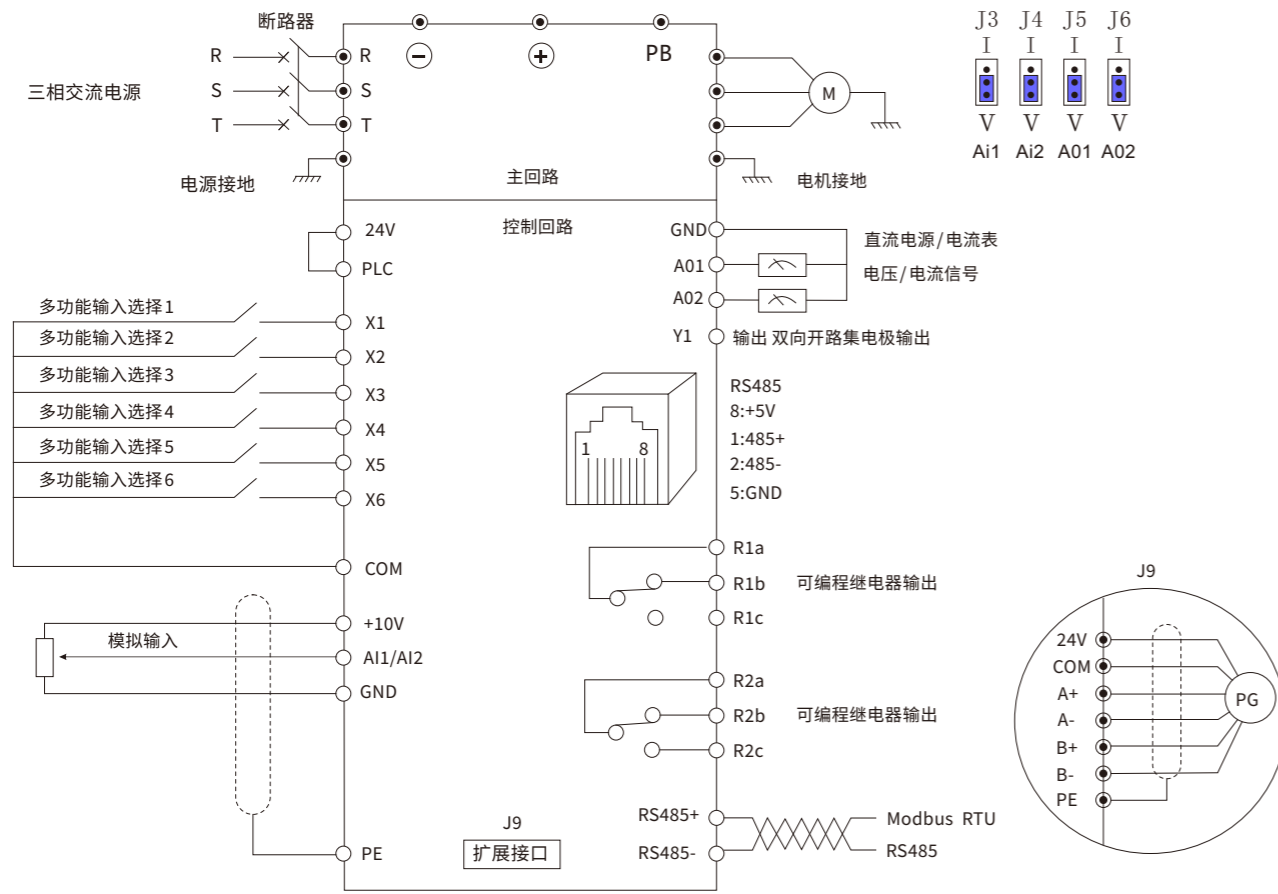 断路器
R
S
T
三相交流电源
电源接地
R
S
T
−
+
PB
主回路
M
电机接地
J3 J4 J5 J6
I I I I
V V V V
Ai1 Ai2 A01 A02
控制回路
24V
PLC
多功能输入选择1
多功能输入选择2
多功能输入选择3
多功能输入选择4
多功能输入选择5
多功能输入选择6
X1
X2
X3
X4
X5
X6
COM
模拟输入
+10V
AI1/AI2
GND
PE
GND
A01
A02
Y1
直流电源/电流表
电压/电流信号
输出 双向开路集电极输出
1 8
RS485
8:+5V
1:485+
2:485-
5:GND
R1a
R1b 可编程继电器输出
R1c
R2a
R2b 可编程继电器输出
R2c
RS485+
RS485-
Modbus RTU
RS485
J9
扩展接口
J9
24V
COM
A+
A-
B+
B-
PE
PG